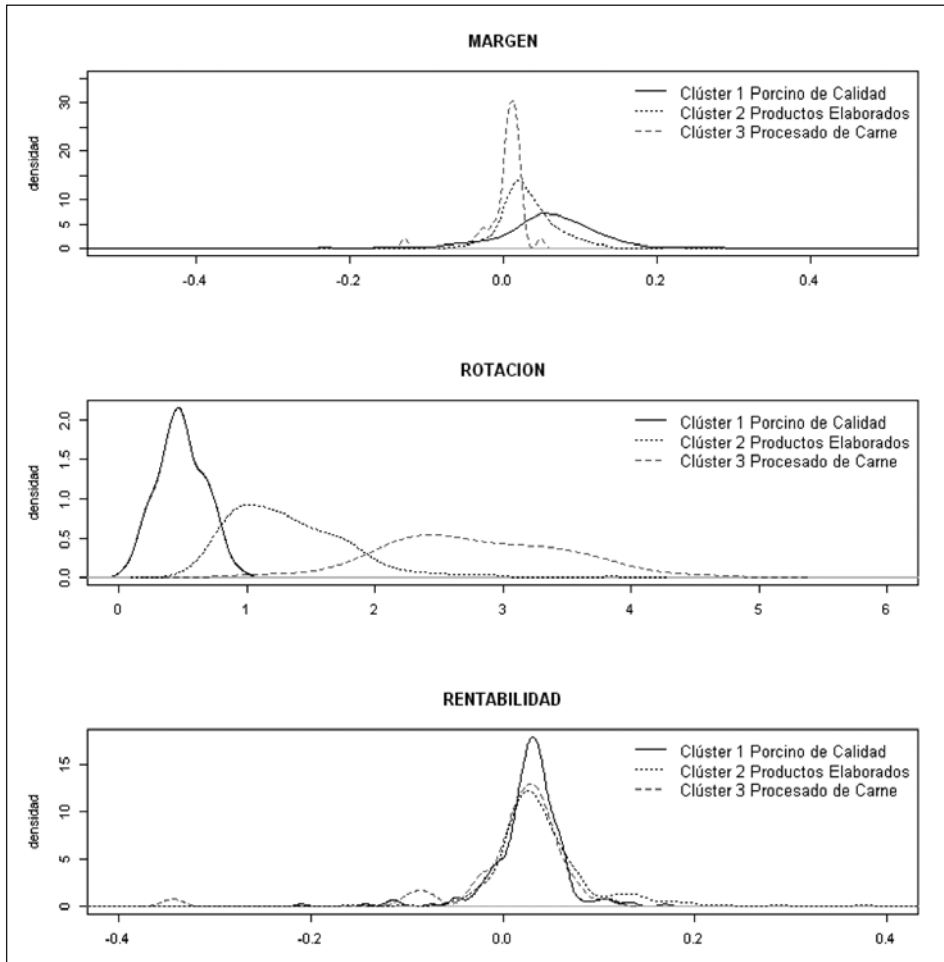 MARGEN
densidad
30
20
10
5
0
Clúster 1 Porcino de Calidad
Clúster 2 Productos Elaborados
Clúster 3 Procesado de Carne
-0.4 -0.2 0.0 0.2 0.4
ROTACION
densidad
2.0
1.5
1.0
0.5
0.0
Clúster 1 Porcino de Calidad
Clúster 2 Productos Elaborados
Clúster 3 Procesado de Carne
0 1 2 3 4 5 6
RENTABILIDAD
densidad
15
10
5
0
Clúster 1 Porcino de Calidad
Clúster 2 Productos Elaborados
Clúster 3 Procesado de Carne
-0.4 -0.2 0.0 0.2 0.4